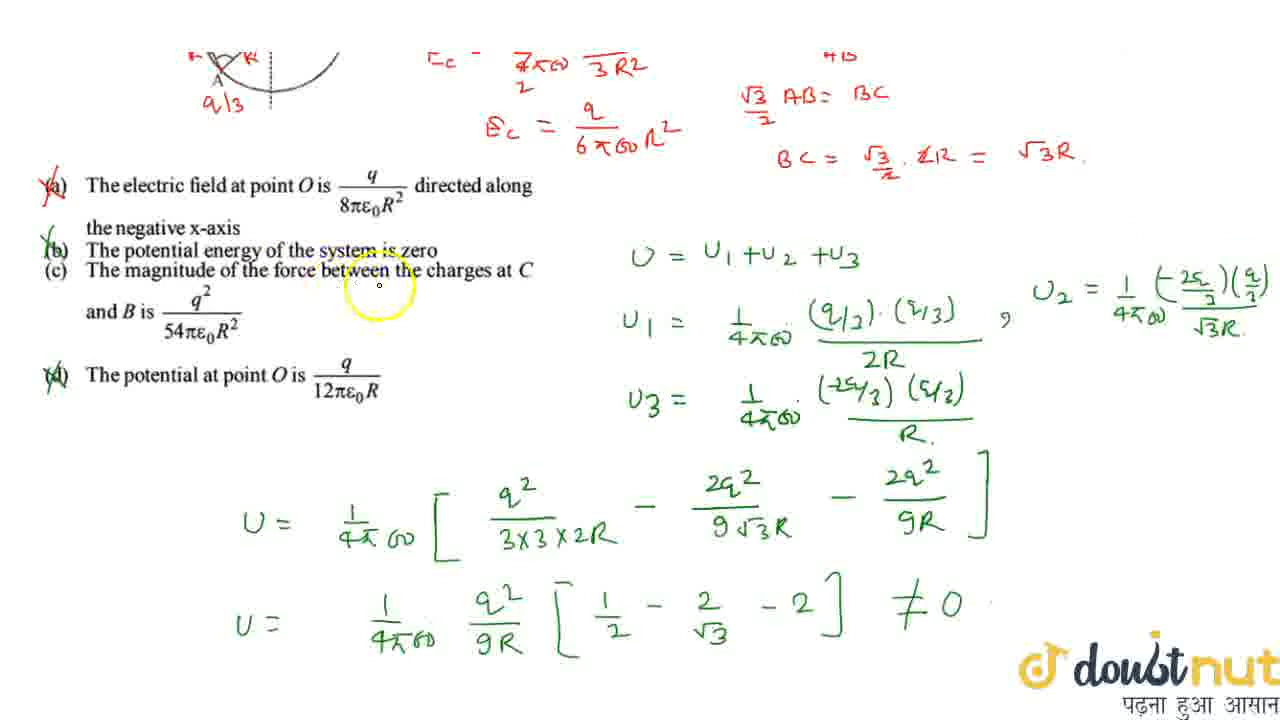 A
q/3
E_c =
4πε0 3R2
2
E_c = q / 6πε0R²
AB
√3/2 AB = BC
BC = √3/2 . 2R = √3R.
(a) The electric field at point O is q / 8πε₀R² directed along
the negative x-axis
(b) The potential energy of the system is zero
(c) The magnitude of the force between the charges at C
and B is q² / 54πε₀R²
(d) The potential at point O is q / 12πε₀R
U = U1 + U2 + U3
U1 = 1/4πε0 . (q/3).(q/3) / 2R , U2 = 1/4πε0 (-2q/3)(q/3) / √3R.
U3 = 1/4πε0 . (-2q/3)(q/3) / R.
U = 1/4πε0 [ q² / 3×3×2R - 2q² / 9√3R - 2q² / 9R ]
U = 1/4πε0 q²/9R [ 1/2 - 2/√3 - 2 ] ≠ 0
doubtnut
पढ़ना हुआ आसान